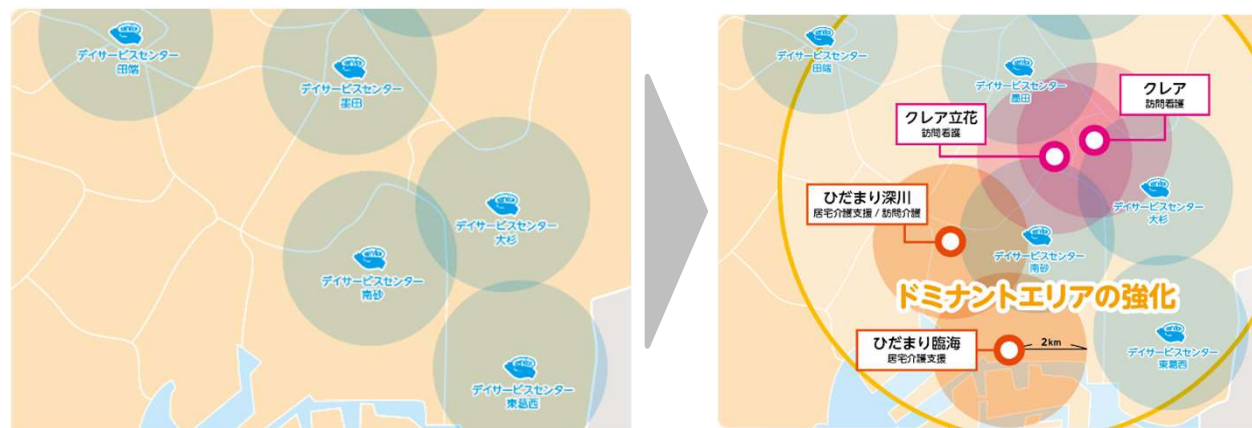 デイサービスセンター
田端
デイサービスセンター
墨田
デイサービスセンター
大杉
デイサービスセンター
南砂
デイサービスセンター
東葛西
デイサービスセンター
田端
デイサービスセンター
墨田
クレア
訪問看護
クレア立花
訪問看護
ひだまり深川
居宅介護支援 / 訪問介護
デイサービスセンター
大杉
デイサービスセンター
南砂
ドミナントエリアの強化
ひだまり臨海
居宅介護支援
2km
デイサービスセンター
東葛西